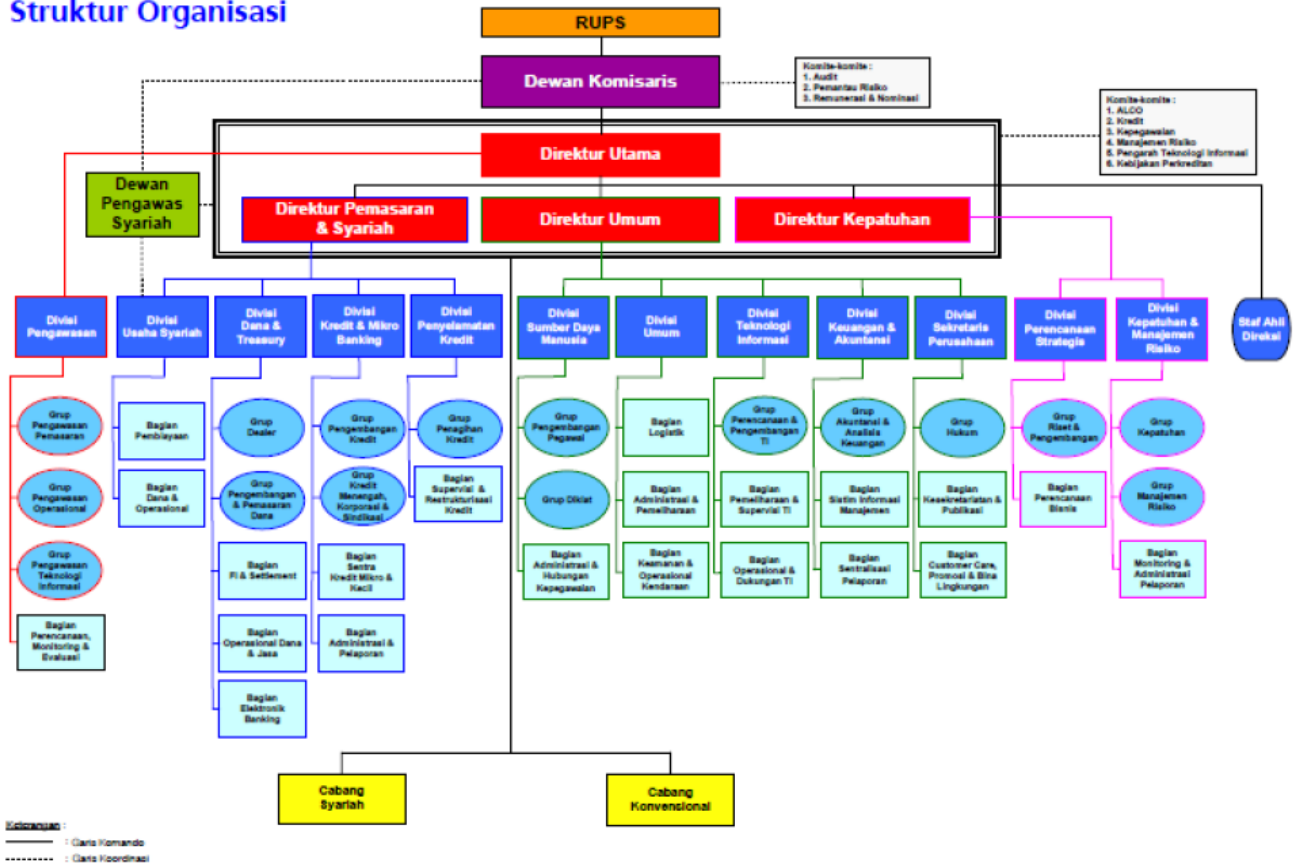 Struktur Organisasi
RUPS
Dewan Komisaris
Komite-komite :
1. Audit
2. Pemantau Risiko
3. Remunerasi & Nominasi
Komite-komite :
1. ALCO
2. Kredit
3. Kepegawaian
4. Manajemen Risiko
5. Pengarah Teknologi Informasi
6. Kebijakan Perkreditan
Direktur Utama
Dewan
Pengawas
Syariah
Direktur Pemasaran
& Syariah
Direktur Umum
Direktur Kepatuhan
Divisi
Pengawasan
Divisi
Usaha Syariah
Divisi
Dana &
Treasury
Divisi
Kredit & Mikro
Banking
Divisi
Penyelamatan
Kredit
Divisi
Sumber Daya
Manusia
Divisi
Umum
Divisi
Teknologi
Informasi
Divisi
Keuangan &
Akuntansi
Divisi
Sekretaris
Perusahaan
Divisi
Perencanaan
Strategis
Divisi
Kepatuhan &
Manajemen
Risiko
Staf Ahli
Direksi
Grup
Pengawasan
Pemasaran
Bagian
Pembiayaan
Grup
Dealer
Grup
Pengembangan
Kredit
Grup
Penagihan
Kredit
Grup
Pengembangan
Pegawai
Bagian
Logistik
Grup
Perencanaan &
Pengembangan
TI
Grup
Akuntansi &
Analisis
Keuangan
Grup
Hukum
Grup
Riset &
Pengembangan
Grup
Kepatuhan
Grup
Pengawasan
Operasional
Bagian
Dana &
Operasional
Grup
Pengembangan
& Pemasaran
Dana
Grup
Kredit
Menengah,
Korporasi &
Sindikasi
Bagian
Supervisi &
Restrukturisasi
Kredit
Grup Diklat
Bagian
Administrasi &
Pemeliharaan
Bagian
Pemeliharaan &
Supervisi TI
Bagian
Sistim Informasi
Manajemen
Bagian
Kesekretariatan &
Publikasi
Bagian
Perencanaan
Bisnis
Grup
Manajemen
Risiko
Grup
Pengawasan
Teknologi
Informasi
Bagian
FI & Settlement
Bagian
Sentra
Kredit Mikro &
Kecil
Bagian
Administrasi &
Hubungan
Kepegawaian
Bagian
Keamanan &
Operasional
Kendaraan
Bagian
Operasional &
Dukungan TI
Bagian
Sentralisasi
Pelaporan
Bagian
Customer Care,
Promosi & Bina
Lingkungan
Bagian
Monitoring &
Administrasi
Pelaporan
Bagian
Perencanaan,
Monitoring &
Evaluasi
Bagian
Operasional Dana
& Jasa
Bagian
Administrasi &
Pelaporan
Bagian
Elektronik
Banking
Cabang
Syariah
Cabang
Konvensional
Keterangan :
: Garis Komando
: Garis Koordinasi